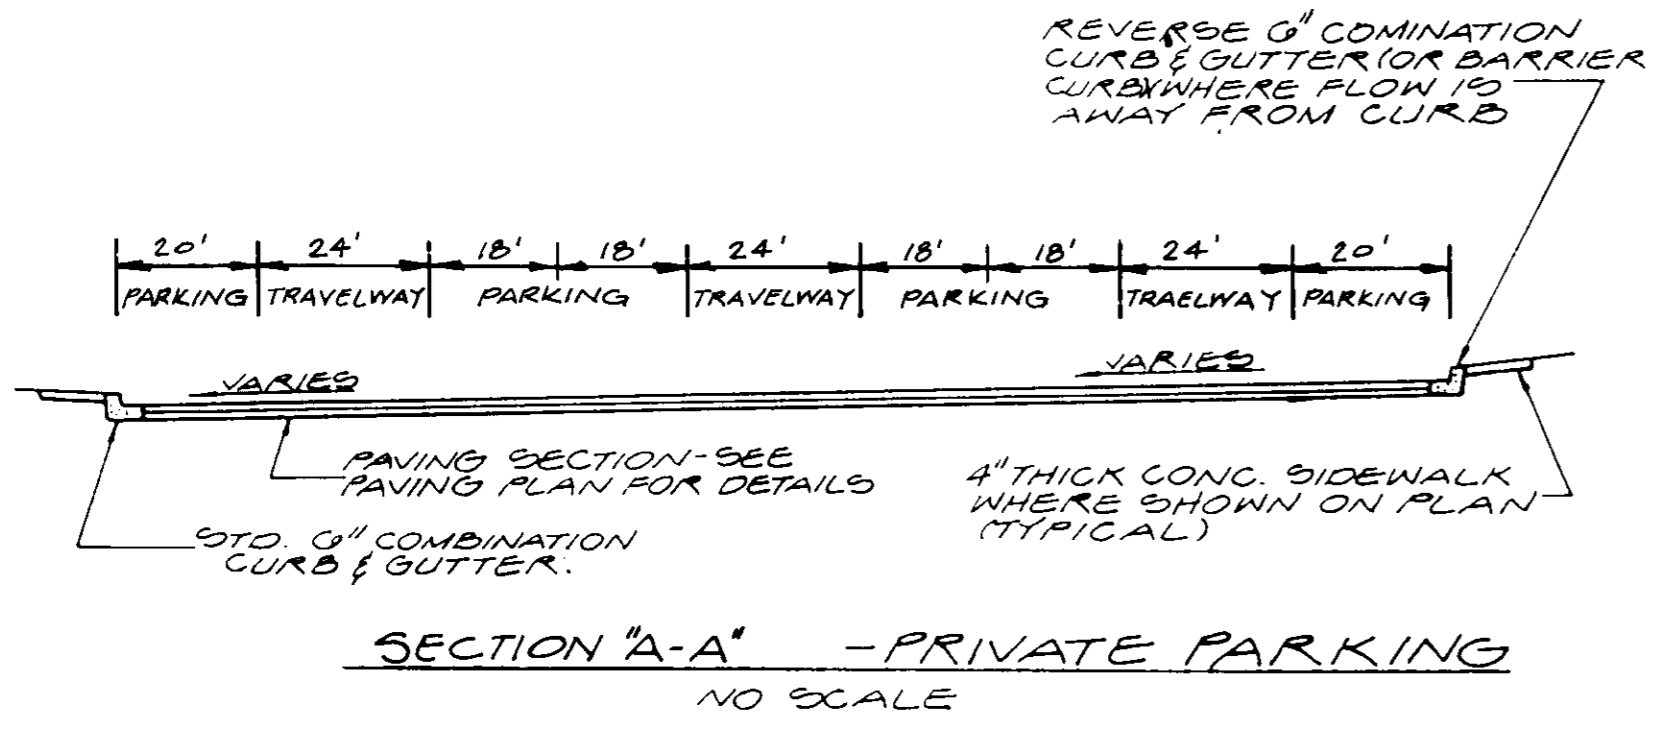 REVERSE 6" COMINATION
CURB & GUTTER (OR BARRIER
CURB) WHERE FLOW IS
AWAY FROM CURB
20' 24' 18' 18' 24' 18' 18' 24' 20'
PARKING TRAVELWAY PARKING TRAVELWAY PARKING TRAELWAY PARKING
VARIES
VARIES
PAVING SECTION-SEE
PAVING PLAN FOR DETAILS
4" THICK CONC. SIDEWALK
WHERE SHOWN ON PLAN
(TYPICAL)
STD. 6" COMBINATION
CURB & GUTTER.
SECTION "A-A" -PRIVATE PARKING
NO SCALE